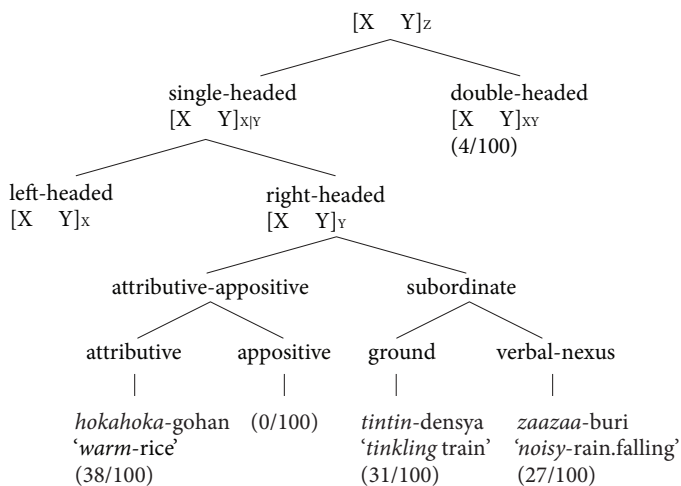 [X Y]Z
single-headed double-headed
[X Y]X|Y [X Y]XY
(4/100)
left-headed right-headed
[X Y]X [X Y]Y
attributive-appositive subordinate
attributive appositive ground verbal-nexus
hokahoka-gohan (0/100) tintin-densya zaazaa-buri
‘warm-rice’ ‘tinkling train’ ‘noisy-rain.falling’
(38/100) (31/100) (27/100)